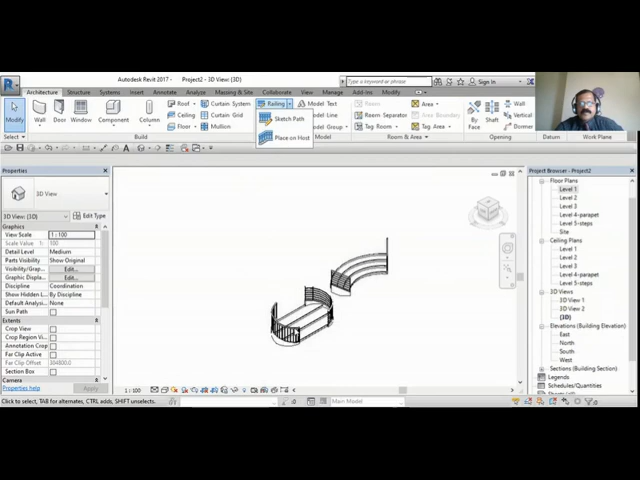 Autodesk Revit 2017 - Project2 - 3D View: {3D}
Type a keyword or phrase
Sign In
Architecture Structure Systems Insert Annotate Analyze Massing & Site Collaborate View Manage Add-Ins Modify
Modify
Wall
Door
Window
Component
Column
Roof
Ceiling
Floor
Curtain System
Curtain Grid
Mullion
Railing
Sketch Path
Place on Host
Model Text
Model Line
Model Group
Room
Room Separator
Tag Room
Area
Area Boundary
Tag Area
By Face
Shaft
Wall
Vertical
Dormer
Select
Build
Model
Room & Area
Opening
Datum
Work Plane
Properties
3D View
3D View: {3D}
Edit Type
Graphics
View Scale 1 : 100
Scale Value 1: 100
Detail Level Medium
Parts Visibility Show Original
Visibility/Grap... Edit...
Graphic Displa... Edit...
Discipline Coordination
Show Hidden L... By Discipline
Default Analysi... None
Sun Path
Extents
Crop View
Crop Region Vi...
Annotation Crop
Far Clip Active
Far Clip Offset 304800.0
Section Box
Camera
Properties help
Apply
Project Browser - Project2
Floor Plans
Level 1
Level 2
Level 3
Level 4-parapet
Level 5-steps
Site
Ceiling Plans
Level 1
Level 2
Level 3
Level 4-parapet
Level 5-steps
3D Views
3D View 1
3D View 2
{3D}
Elevations (Building Elevation)
East
North
South
West
Sections (Building Section)
Legends
Schedules/Quantities
1 : 100
Click to select, TAB for alternates, CTRL adds, SHIFT unselects.
:0
Main Model
:0